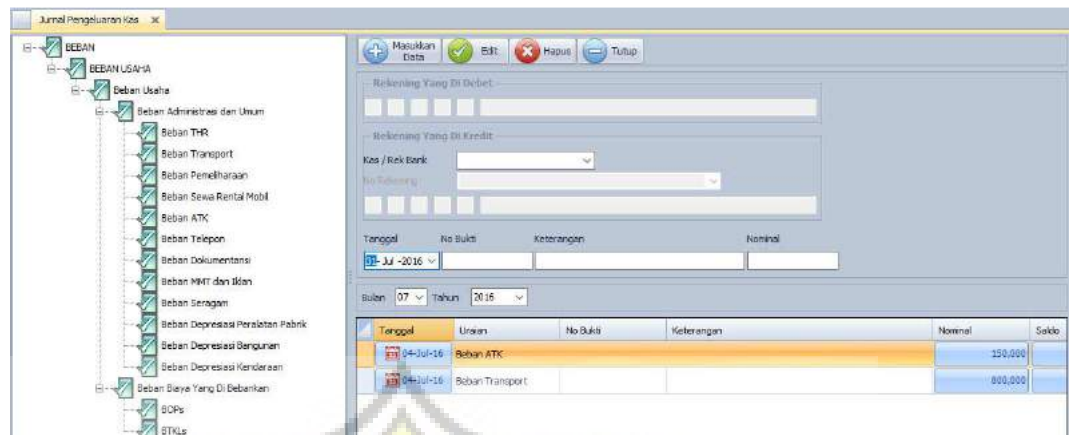 Jurnal Pengeluaran Kas
BEBAN
BEBAN USAHA
Beban Usaha
Beban Administrasi dan Umum
Beban THR
Beban Transport
Beban Pemeliharaan
Beban Sewa Rental Mobil
Beban ATK
Beban Telepon
Beban Dokumentansi
Beban MMT dan Iklan
Beban Seragam
Beban Depresiasi Peralatan Pabrik
Beban Depresiasi Bangunan
Beban Depresiasi Kendaraan
Beban Biaya Yang Di Bebankan
BOPs
BTKLs
Masukkan Data Edit Hapus Tutup
Rekening Yang Di Debet
Rekening Yang Di Kredit
Kas / Rek Bank
No Rekening
Tanggal No Bukti Keterangan Nominal
- Jul -2016
Bulan 07 Tahun 2016
Tanggal Uraian No Bukti Keterangan Nominal Saldo
04-Jul-16 Beban ATK 150,000
04-Jul-16 Beban Transport 800,000